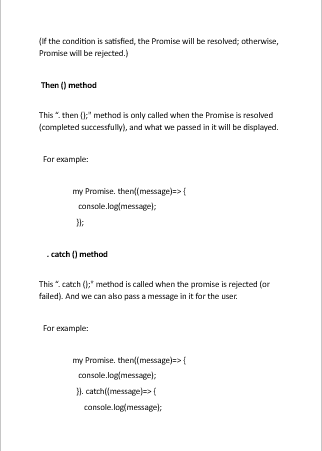 (If the condition is satisfied, the Promise will be resolved; otherwise,
Promise will be rejected.)
Then () method
This “. then ();” method is only called when the Promise is resolved
(completed successfully), and what we passed in it will be displayed.
For example:
my Promise. then((message)=> {
console.log(message);
});
. catch () method
This “. catch ();” method is called when the promise is rejected (or
failed). And we can also pass a message in it for the user.
For example:
my Promise. then((message)=> {
console.log(message);
}). catch((message)=> {
console.log(message);